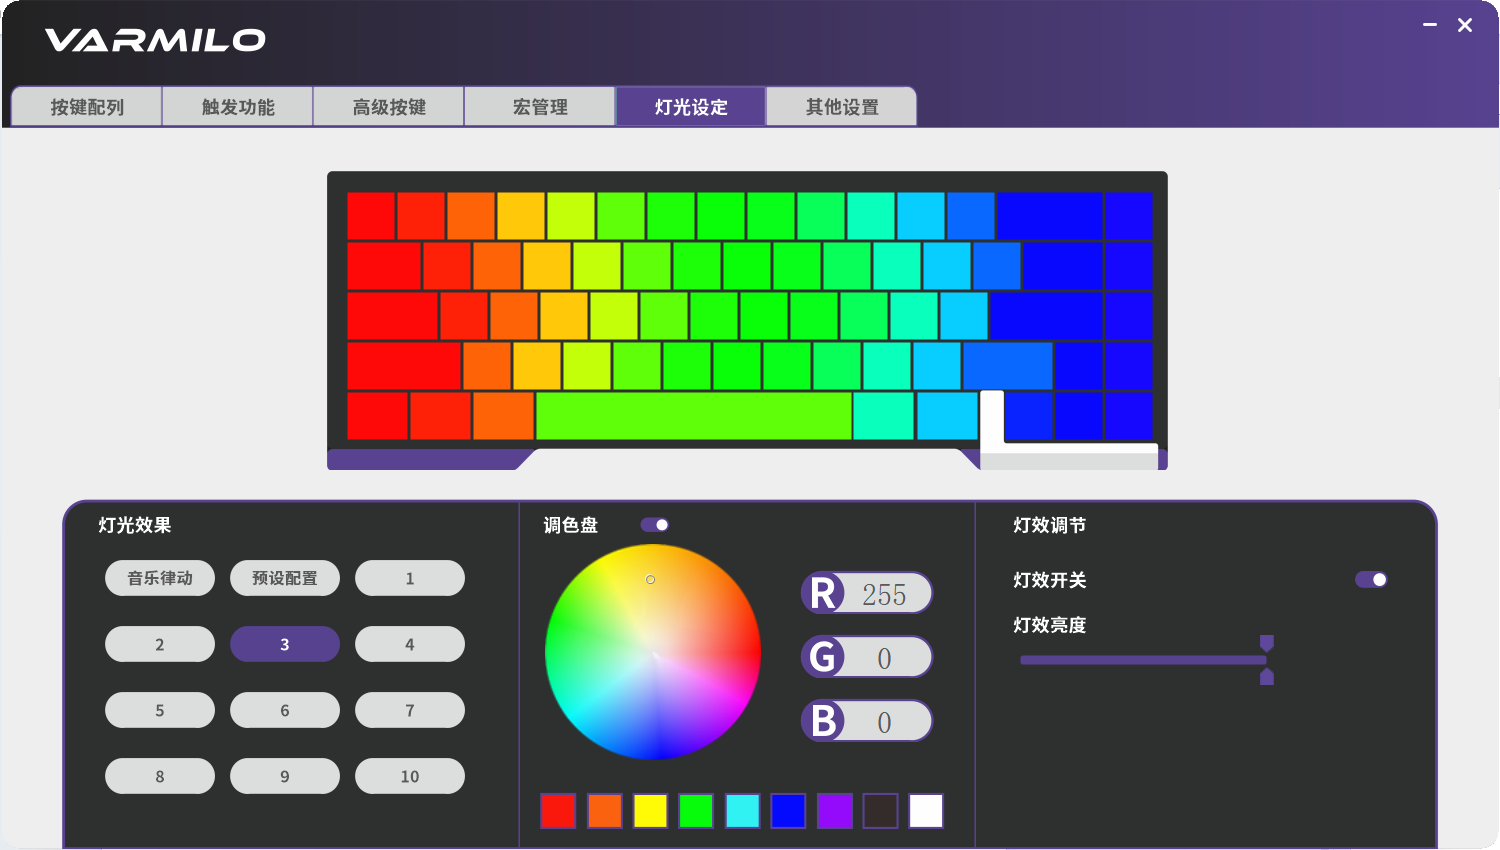 VARMILO
按键配列 触发功能 高级按键 宏管理 灯光设定 其他设置
灯光效果
音乐律动 预设配置 1
2 3 4
5 6 7
8 9 10
调色盘
R 255
G 0
B 0
灯效调节
灯效开关
灯效亮度